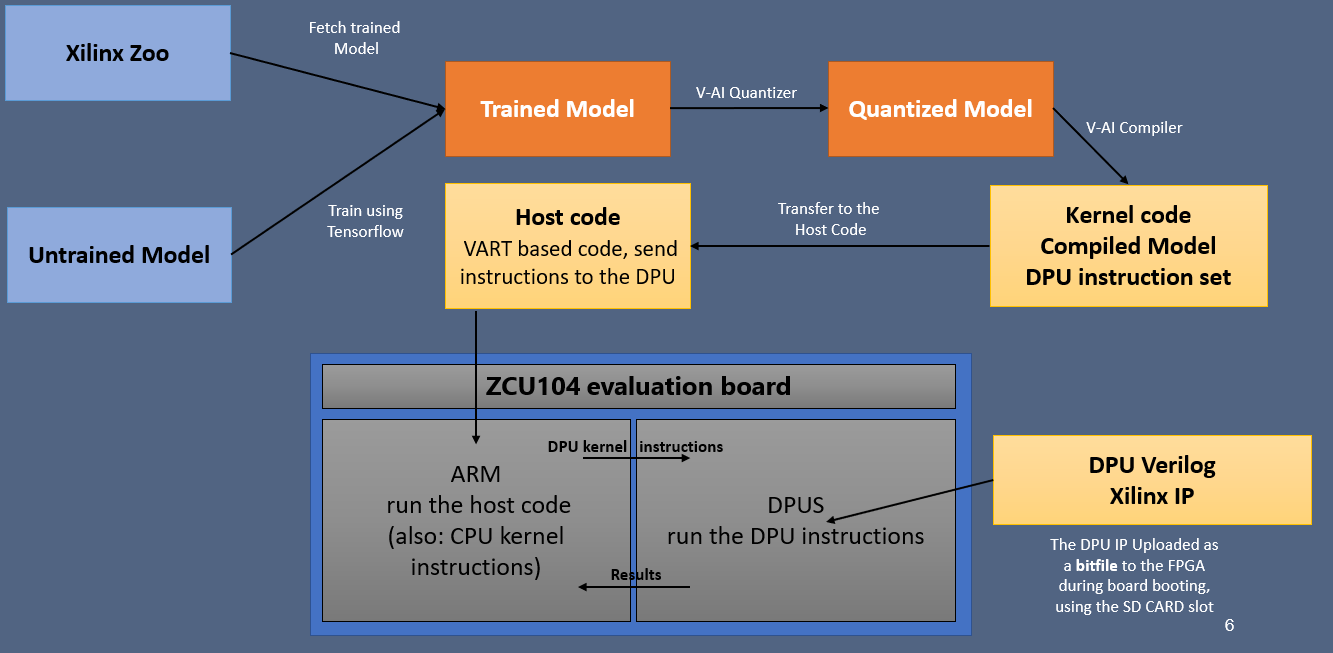 Xilinx Zoo
Fetch trained
Model
Trained Model
V-AI Quantizer
Quantized Model
V-AI Compiler
Untrained Model
Train using
Tensorflow
Host code
VART based code, send
instructions to the DPU
Transfer to the
Host Code
Kernel code
Compiled Model
DPU instruction set
ZCU104 evaluation board
DPU kernel instructions
ARM
run the host code
(also: CPU kernel
instructions)
DPUS
run the DPU instructions
Results
DPU Verilog
Xilinx IP
The DPU IP Uploaded as
a bitfile to the FPGA
during board booting,
using the SD CARD slot
6